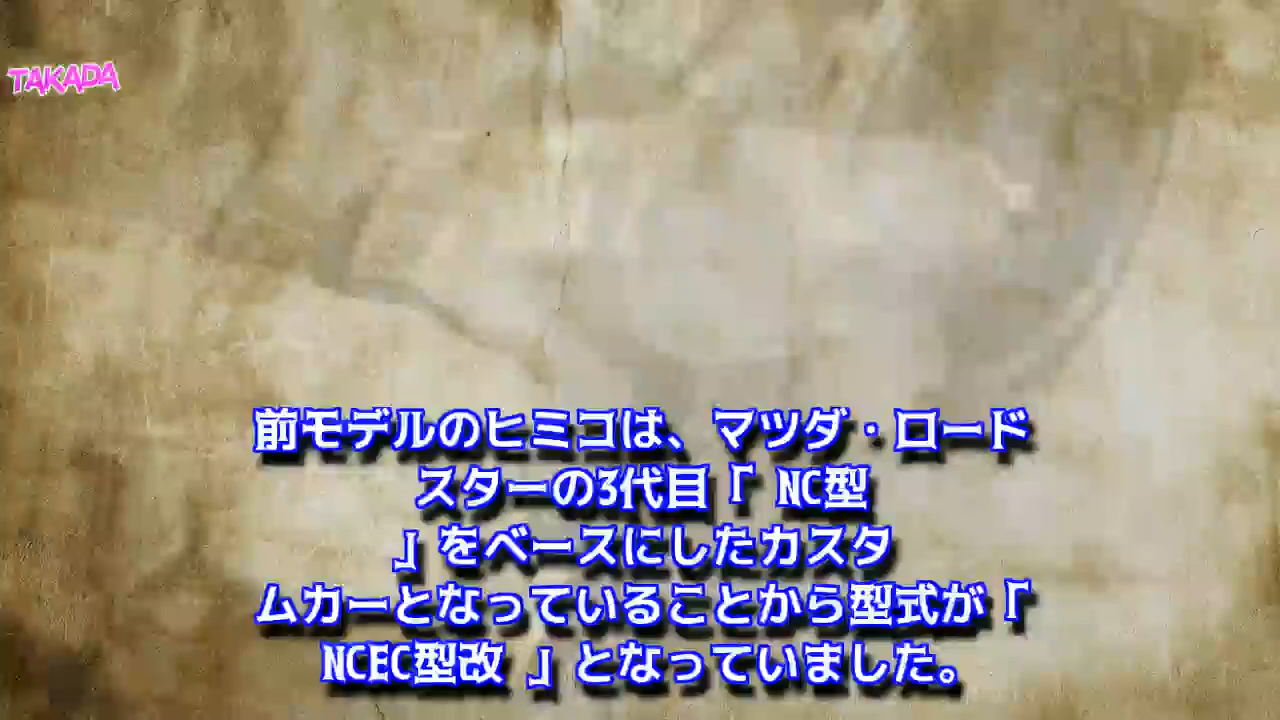 TAKADA
前モデルのヒミコは、マツダ・ロード
スターの3代目「 NC型
」をベースにしたカスタ
ムカーとなっていることから型式が「
NCEC型改 」となっていました。